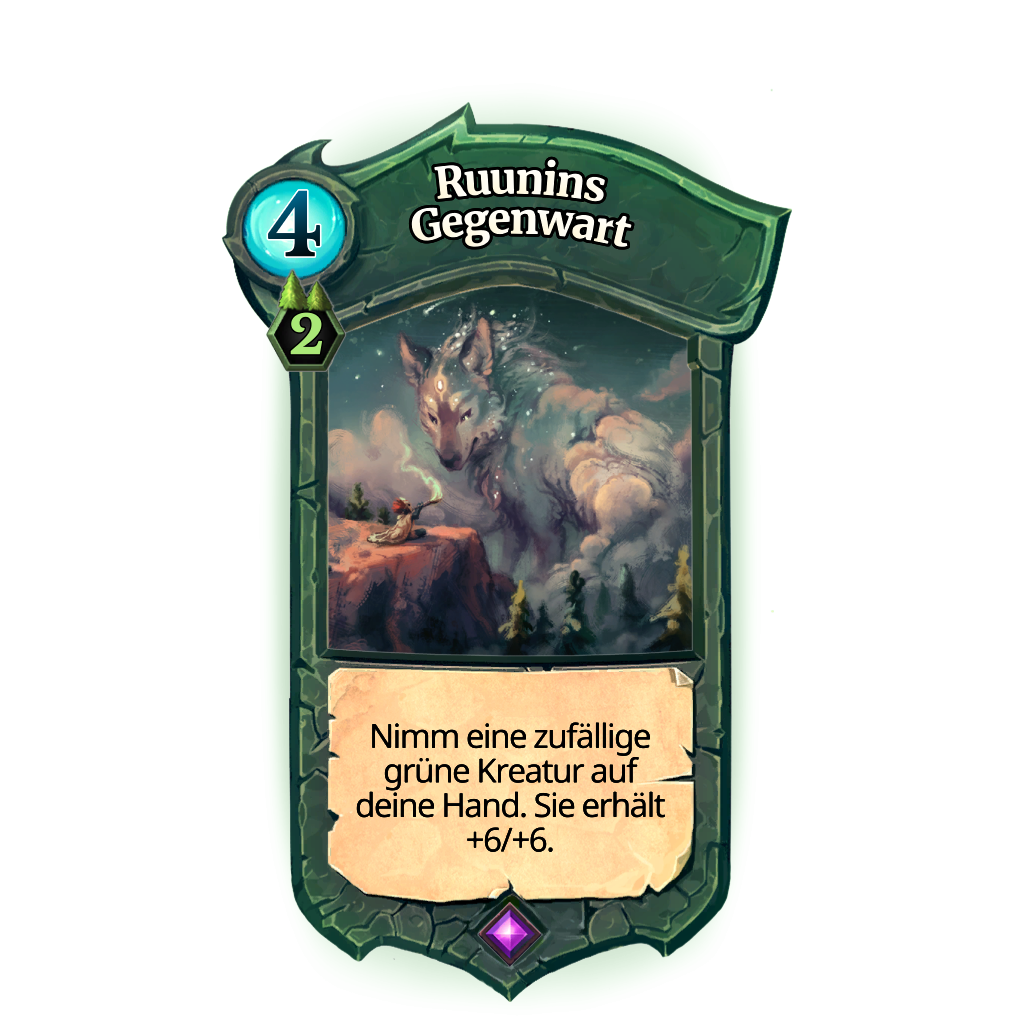 Ruunins
Gegenwart
4
2
Nimm eine zufällige
grüne Kreatur auf
deine Hand. Sie erhält
+6/+6.